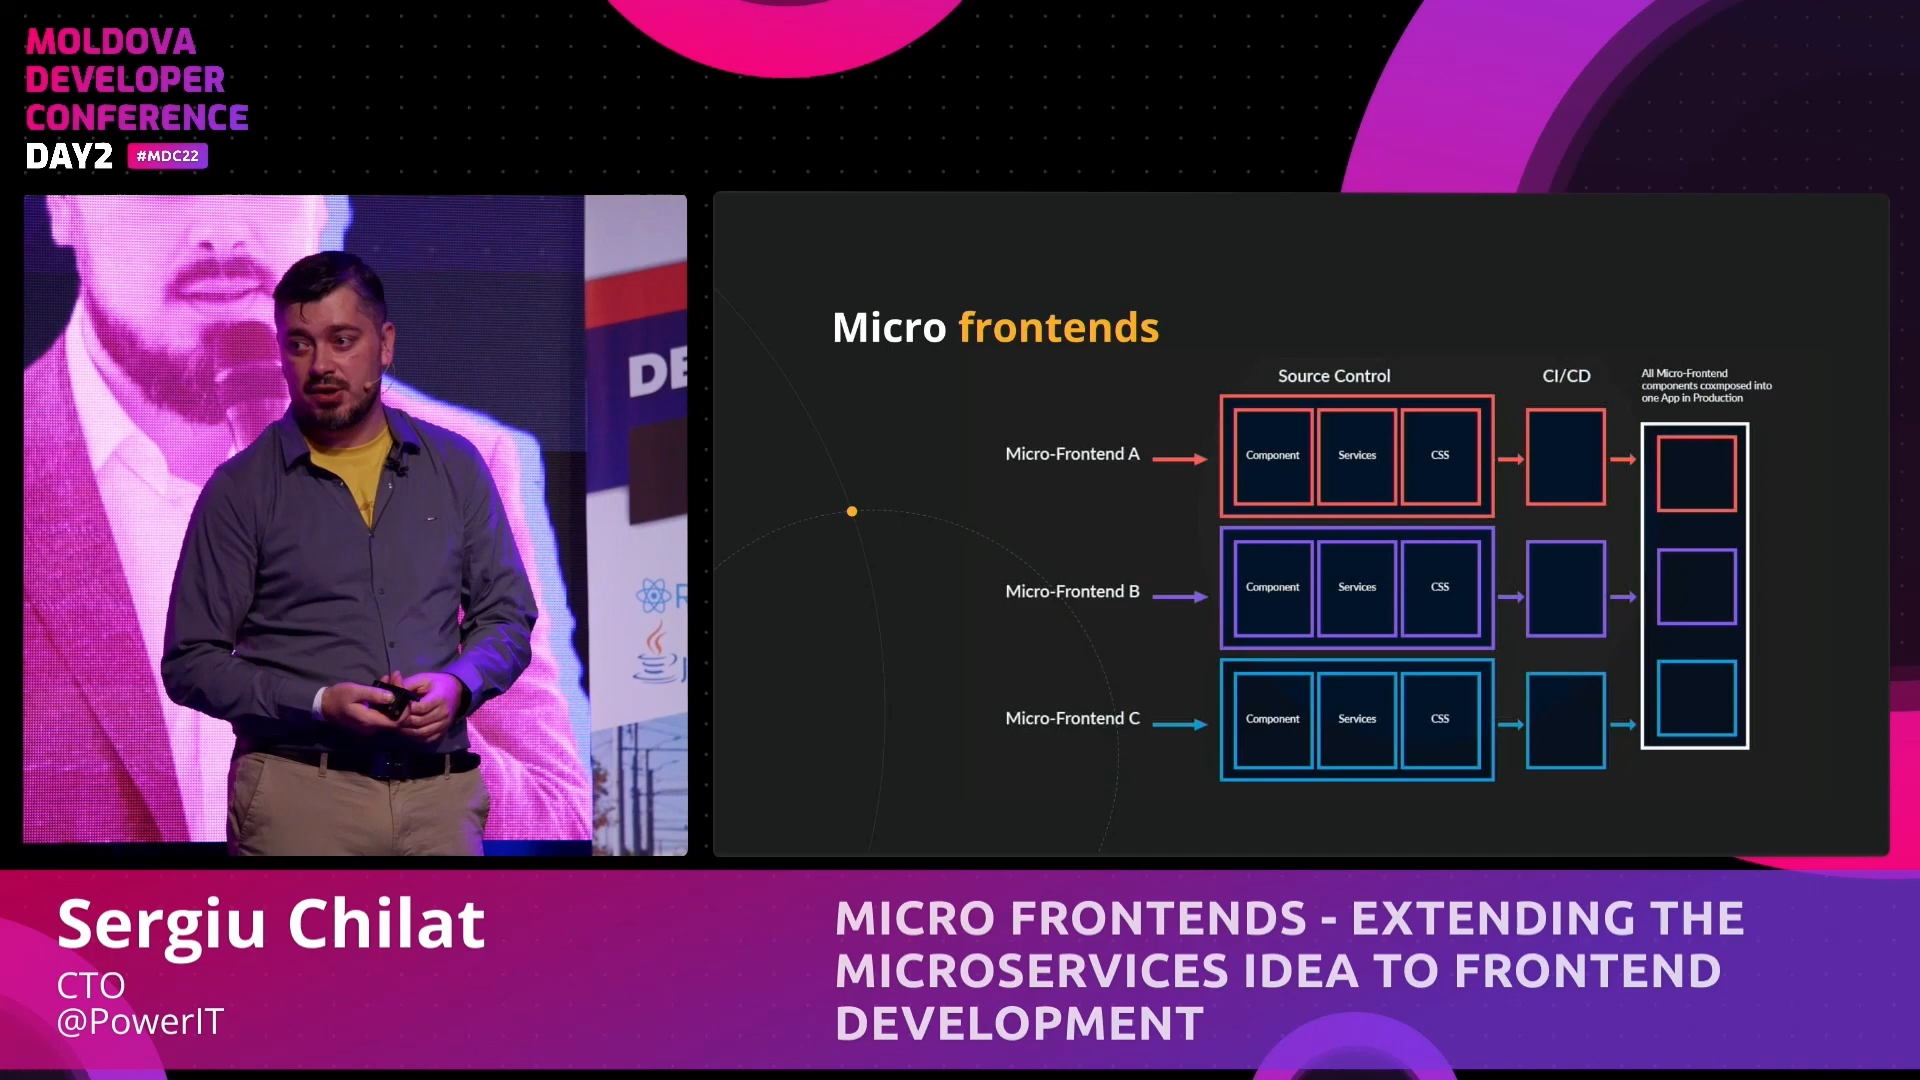 MOLDOVA
DEVELOPER
CONFERENCE
DAY2 #MDC22
DE
R
J
Micro frontends
Source Control
CI/CD
All Micro-Frontend
components coxmposed into
one App in Production
Micro-Frontend A
Component Services CSS
Micro-Frontend B
Component Services CSS
Micro-Frontend C
Component Services CSS
Sergiu Chilat
CTO
@PowerIT
MICRO FRONTENDS - EXTENDING THE
MICROSERVICES IDEA TO FRONTEND
DEVELOPMENT